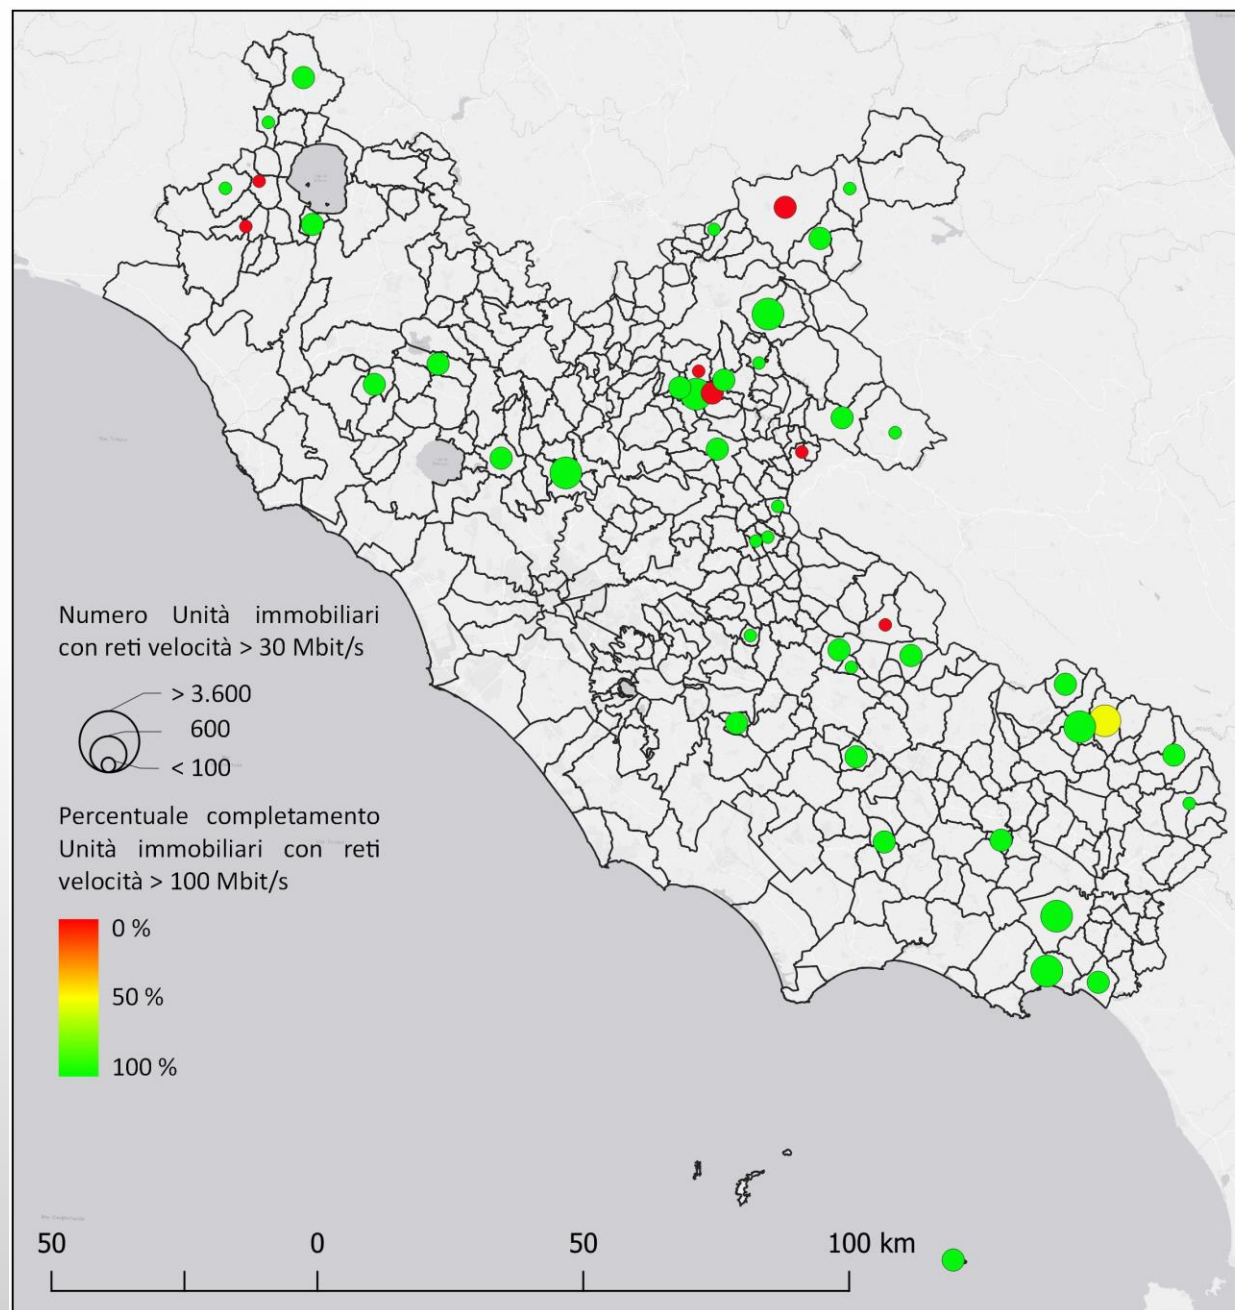 Numero Unità immobiliari
con reti velocità > 30 Mbit/s
> 3.600
600
< 100
Percentuale completamento
Unità immobiliari con reti
velocità > 100 Mbit/s
0 %
50 %
100 %
50 0 50 100 km